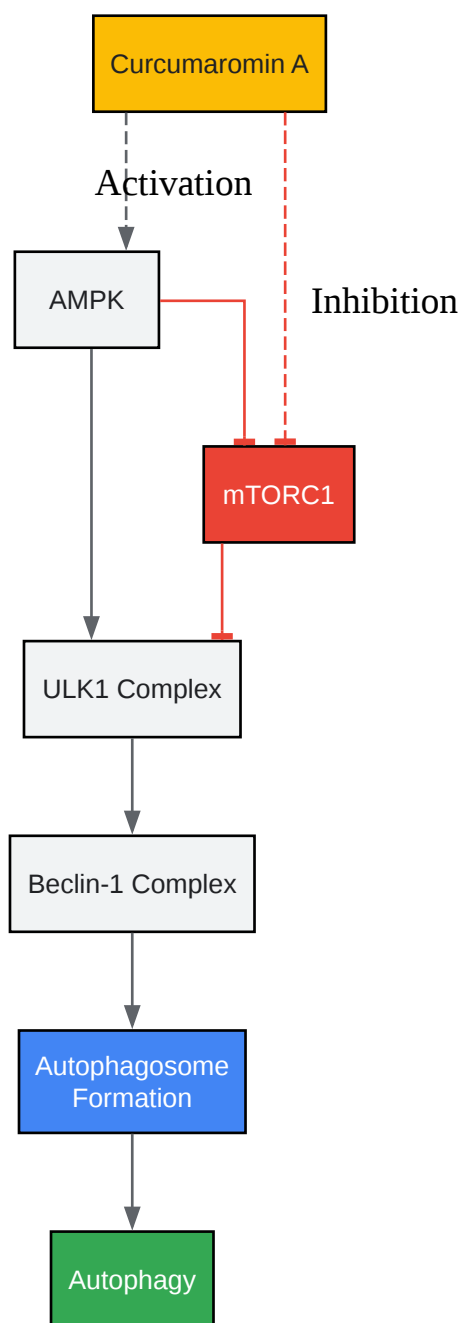 Curcumaromin A
Activation
AMPK
Inhibition
mTORC1
ULK1 Complex
Beclin-1 Complex
Autophagosome
Formation
Autophagy